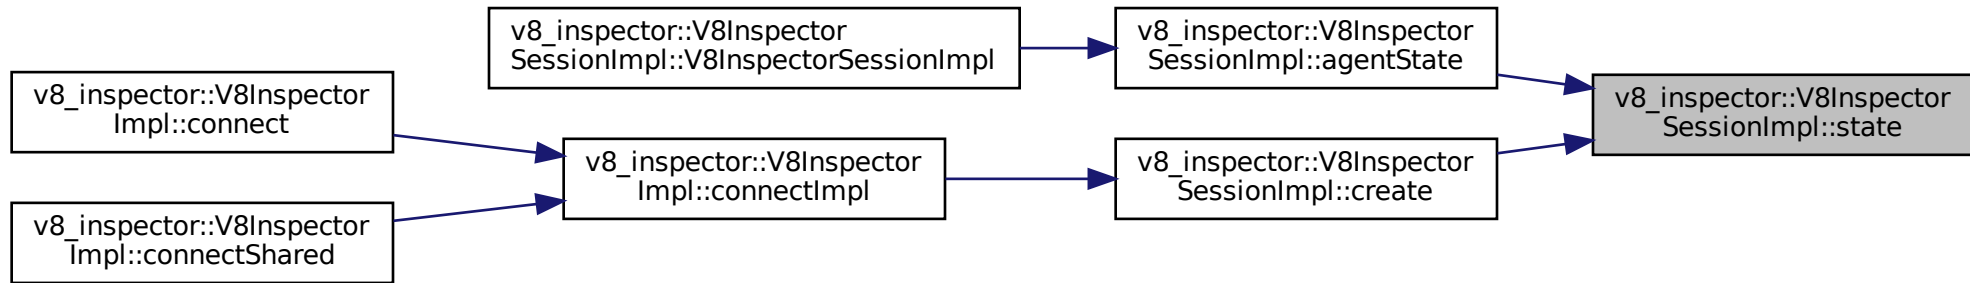 v8_inspector::V8Inspector
Impl::connect
v8_inspector::V8Inspector
Impl::connectShared
v8_inspector::V8Inspector
SessionImpl::V8InspectorSessionImpl
v8_inspector::V8Inspector
Impl::connectImpl
v8_inspector::V8Inspector
SessionImpl::agentState
v8_inspector::V8Inspector
SessionImpl::create
v8_inspector::V8Inspector
SessionImpl::state